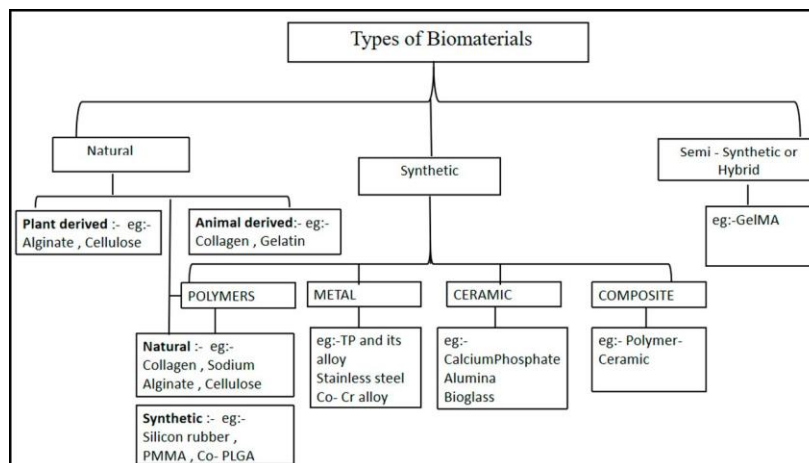 Types of Biomaterials
Natural
Synthetic
Semi - Synthetic or
Hybrid
Plant derived :- eg:-
Alginate , Cellulose
Animal derived:- eg:-
Collagen , Gelatin
eg:-GelMA
POLYMERS
METAL
CERAMIC
COMPOSITE
Natural :- eg:-
Collagen , Sodium
Alginate , Cellulose
eg:-TP and its
alloy
Stainless steel
Co- Cr alloy
eg:-
CalciumPhosphate
Alumina
Bioglass
eg:- Polymer-
Ceramic
Synthetic :- eg:-
Silicon rubber ,
PMMA , Co- PLGA